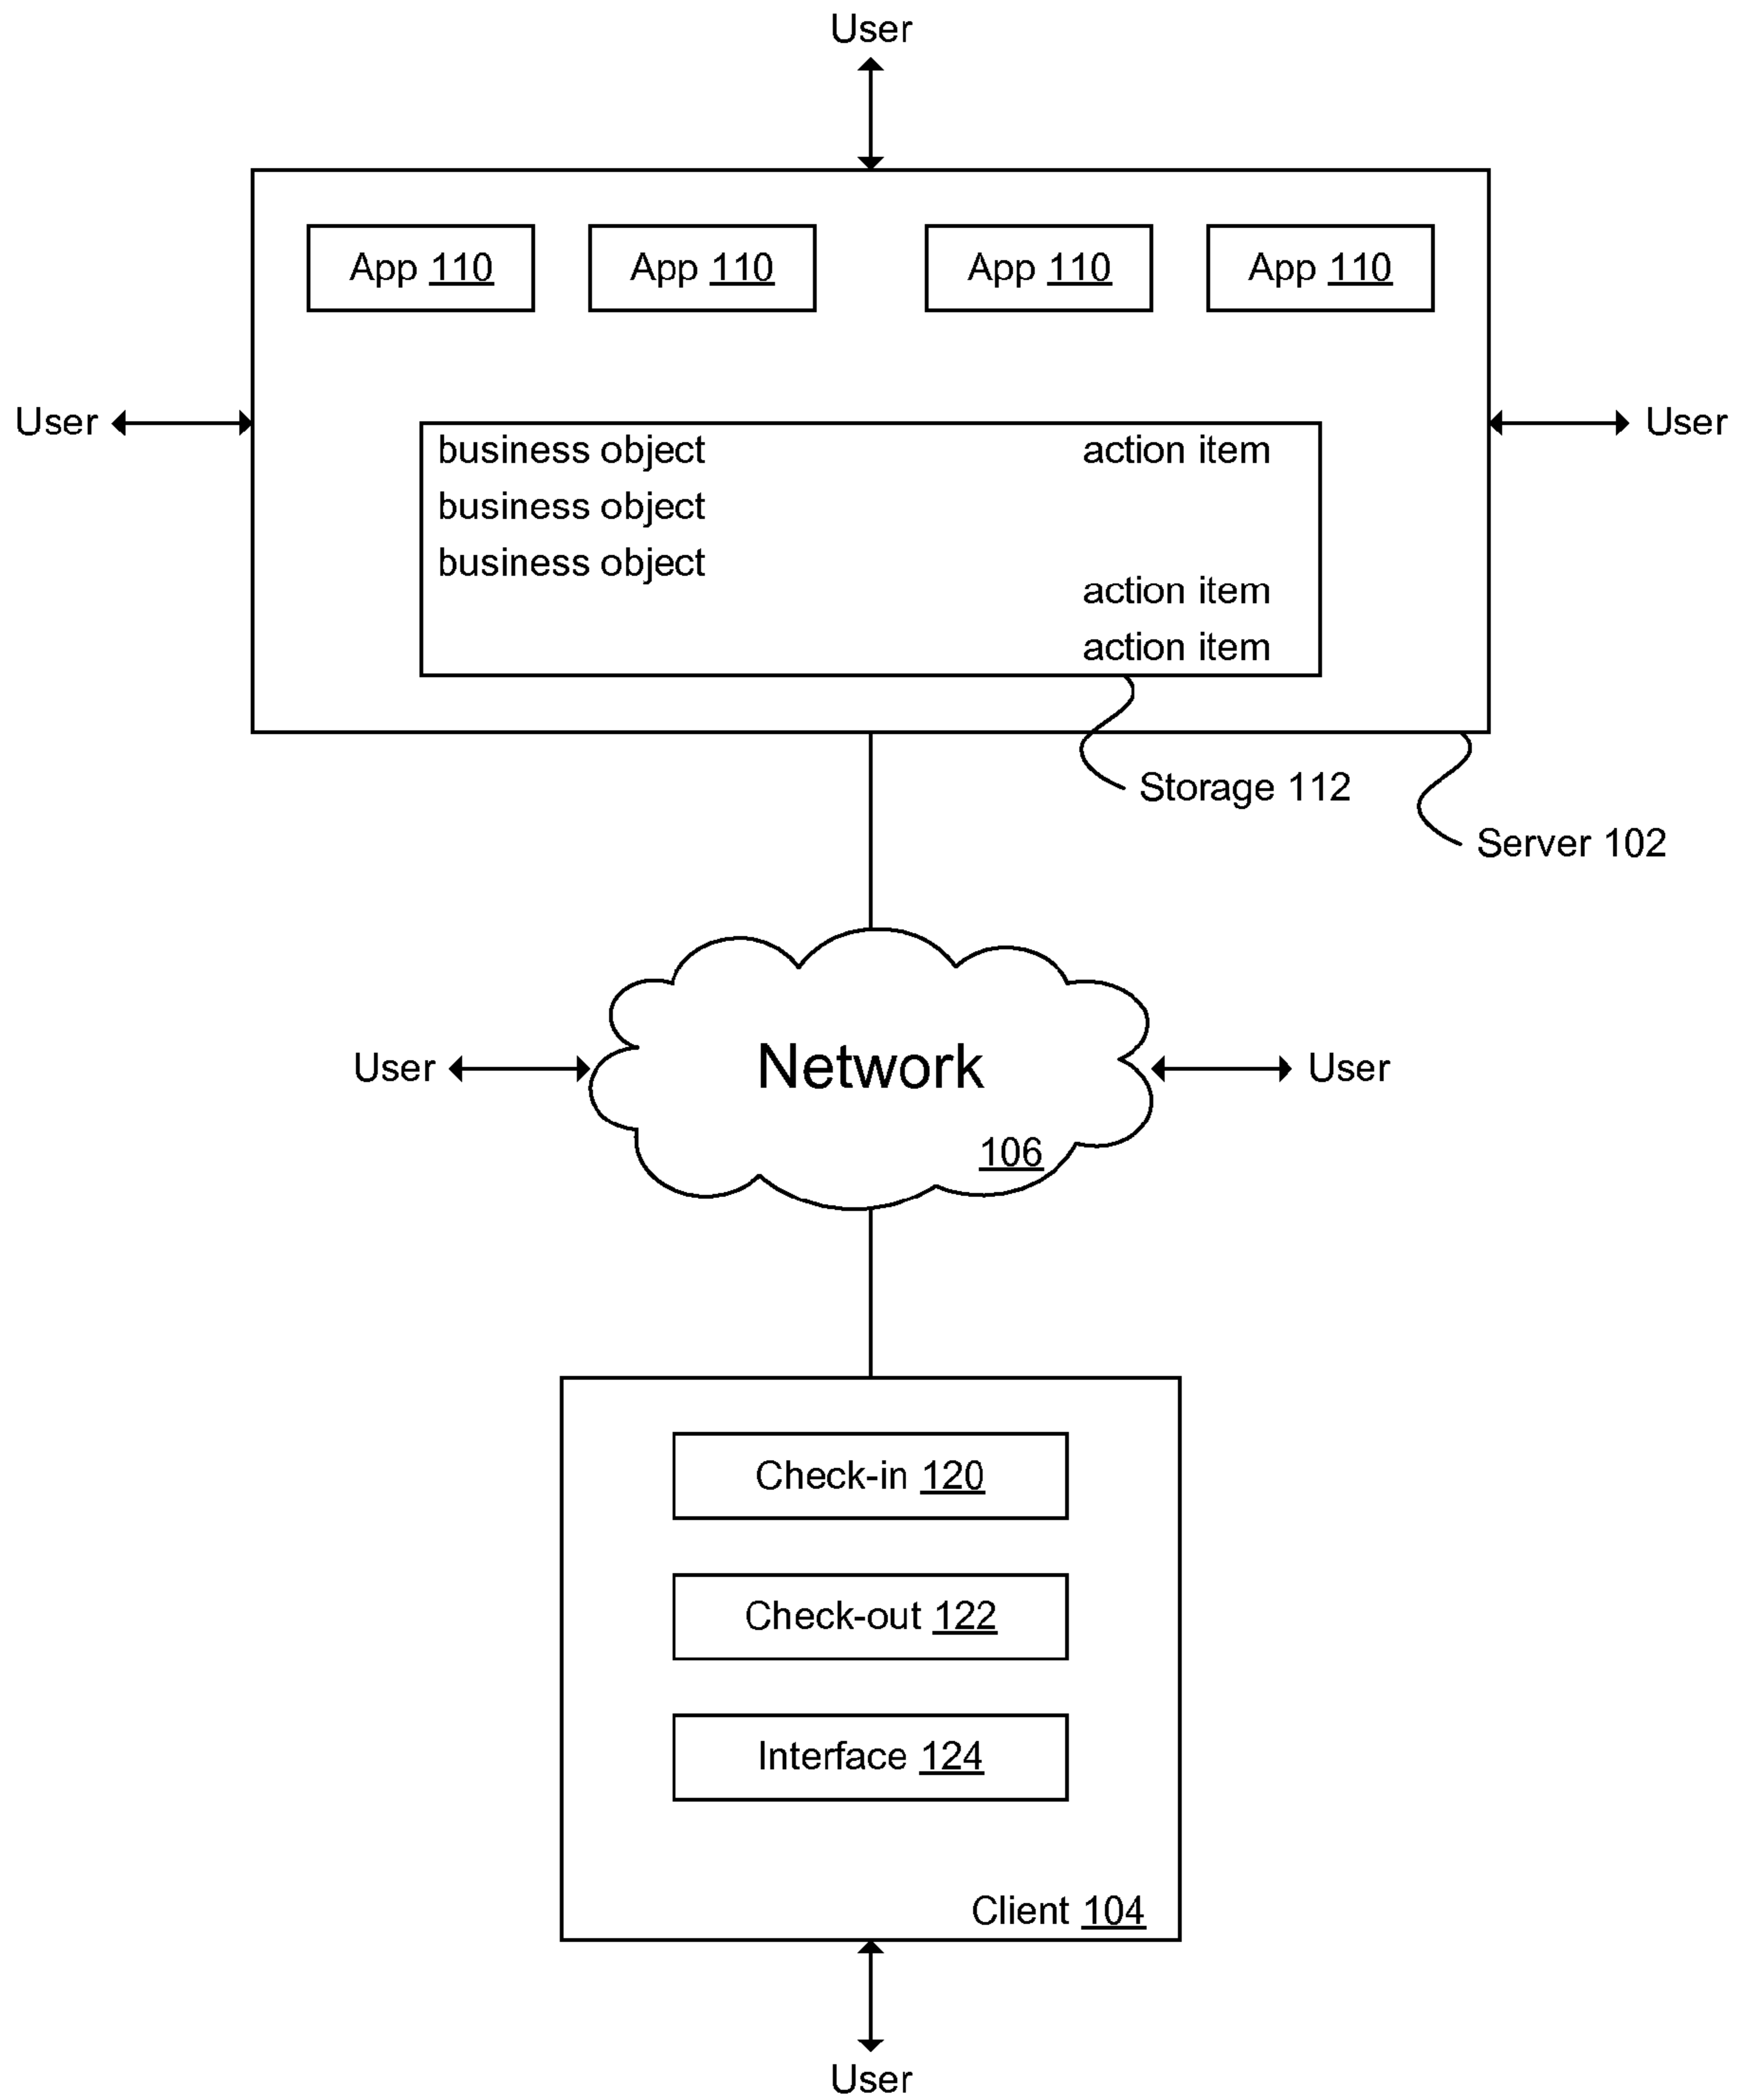 User
App 110
App 110
App 110
App 110
User
User
business object
action item
business object
business object
action item
action item
Storage 112
Server 102
User
Network
User
106
Check-in 120
Check-out 122
Interface 124
Client 104
User